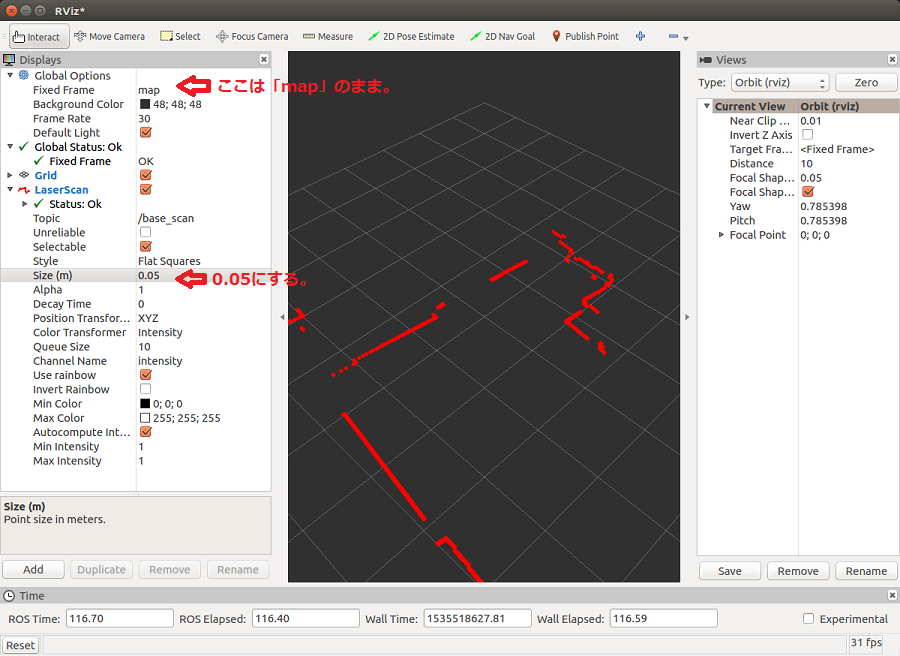 RViz*
Interact Move Camera Select Focus Camera Measure 2D Pose Estimate 2D Nav Goal Publish Point
Displays
Global Options
Fixed Frame map
ここは「map」のまま。
Background Color 48; 48; 48
Frame Rate 30
Default Light
Global Status: Ok
Fixed Frame OK
Grid
LaserScan
Status: Ok
Topic /base_scan
Unreliable
Selectable
Style Flat Squares
Size (m) 0.05
0.05にする。
Alpha 1
Decay Time 0
Position Transfor... XYZ
Color Transformer Intensity
Queue Size 10
Channel Name intensity
Use rainbow
Invert Rainbow
Min Color 0; 0; 0
Max Color 255; 255; 255
Autocompute Int...
Min Intensity 1
Max Intensity 1
Size (m)
Point size in meters.
Add Duplicate Remove Rename
Views
Type: Orbit (rviz) Zero
Current View Orbit (rviz)
Near Clip ... 0.01
Invert Z Axis
Target Fra... <Fixed Frame>
Distance 10
Focal Shap... 0.05
Focal Shap...
Yaw 0.785398
Pitch 0.785398
Focal Point 0; 0; 0
Save Remove Rename
Time
ROS Time: 116.70 ROS Elapsed: 116.40 Wall Time: 1535518627.81 Wall Elapsed: 116.59 Experimental
Reset 31 fps